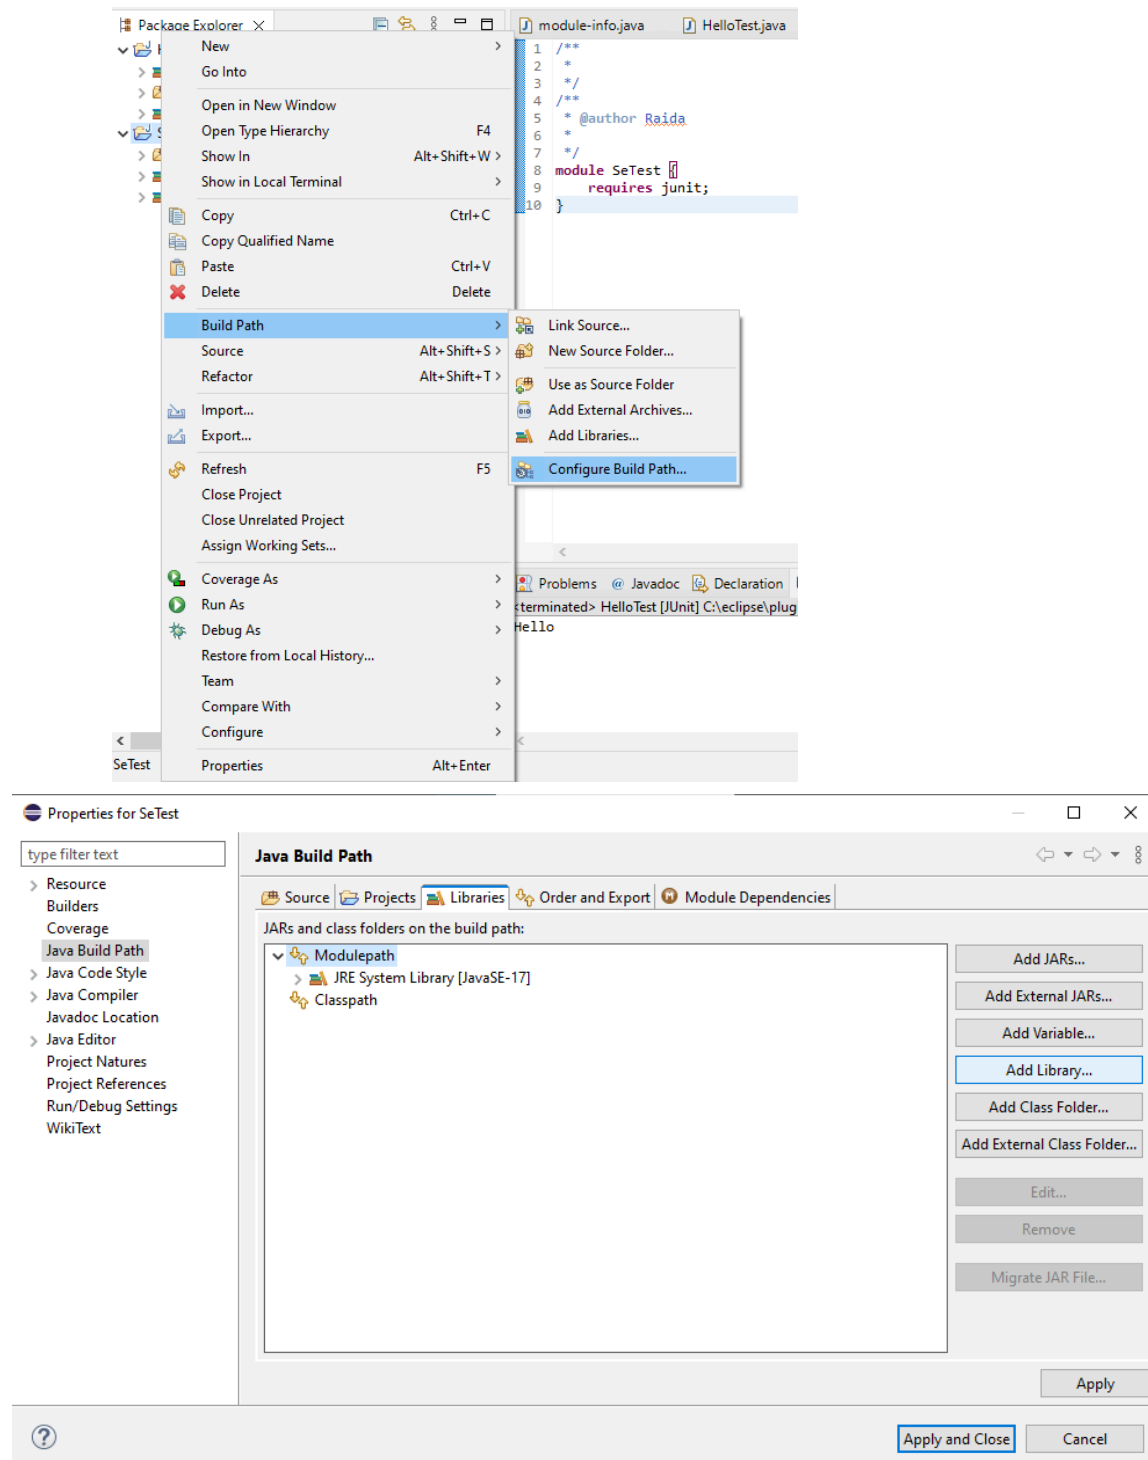 Package Explorer
module-info.java
HelloTest.java
New
Go Into
Open in New Window
Open Type Hierarchy F4
Show In Alt+Shift+W
Show in Local Terminal
Copy Ctrl+C
Copy Qualified Name
Paste Ctrl+V
Delete Delete
Build Path
Source Alt+Shift+S
Refactor Alt+Shift+T
Import...
Export...
Refresh F5
Close Project
Close Unrelated Project
Assign Working Sets...
Coverage As
Run As
Debug As
Restore from Local History...
Team
Compare With
Configure
Properties Alt+Enter
1 /**
2 *
3 */
4 /**
5 * @author Raida
6 *
7 */
8 module SeTest {
9 requires junit;
10 }
Link Source...
New Source Folder...
Use as Source Folder
Add External Archives...
Add Libraries...
Configure Build Path...
Problems @ Javadoc Declaration
<terminated> HelloTest [JUnit] C:\eclipse\plug
Hello
SeTest
Properties for SeTest
type filter text
Resource
Builders
Coverage
Java Build Path
Java Code Style
Java Compiler
Javadoc Location
Java Editor
Project Natures
Project References
Run/Debug Settings
WikiText
Java Build Path
Source Projects Libraries Order and Export Module Dependencies
JARs and class folders on the build path:
Modulepath
JRE System Library [JavaSE-17]
Classpath
Add JARs...
Add External JARs...
Add Variable...
Add Library...
Add Class Folder...
Add External Class Folder...
Edit...
Remove
Migrate JAR File...
Apply
Apply and Close
Cancel